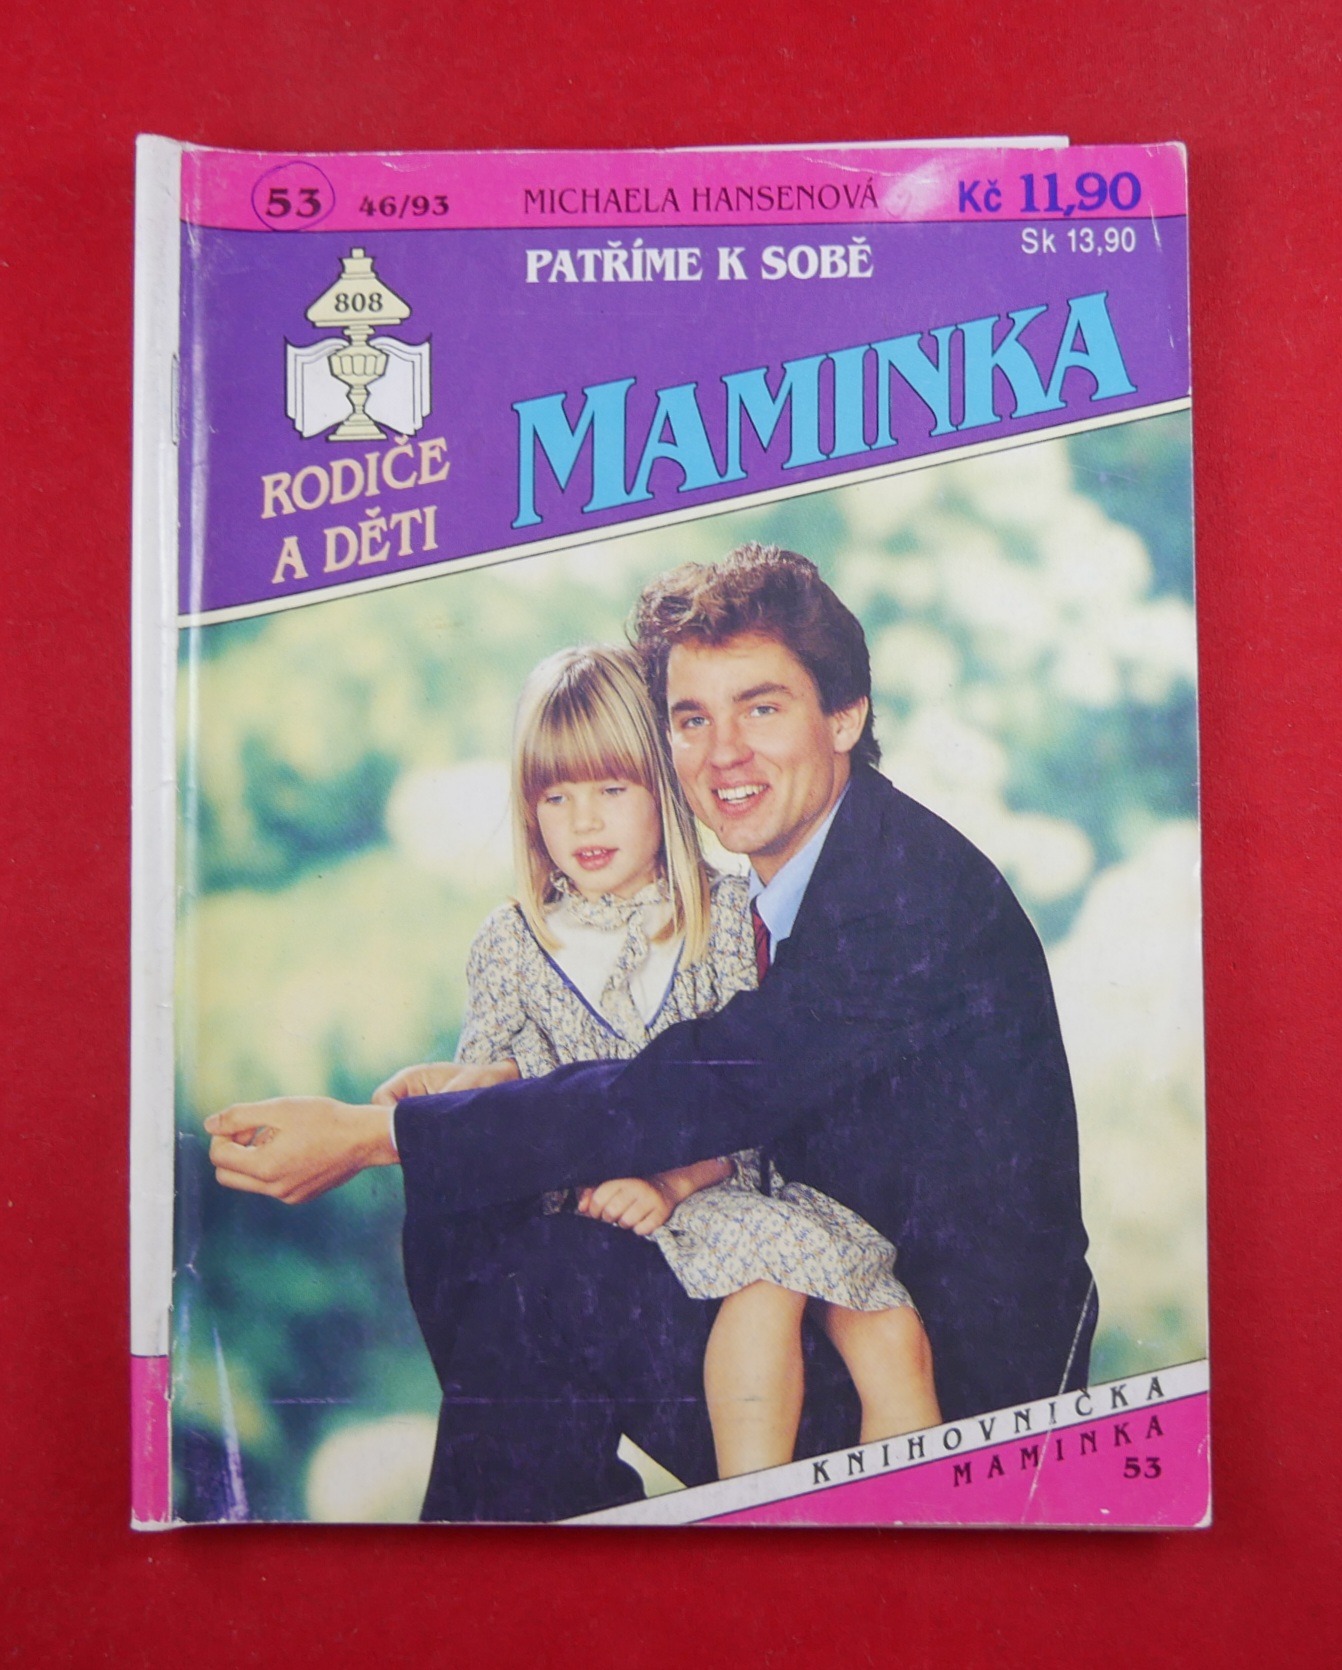 53 46/93 MICHAELA HANSENOVÁ Kč 11,90
Sk 13,90
PATŘÍME K SOBĚ
808
MAMINKA
RODIČE
A DĚTI
KNIHOVNIČKA
MAMINKA
53